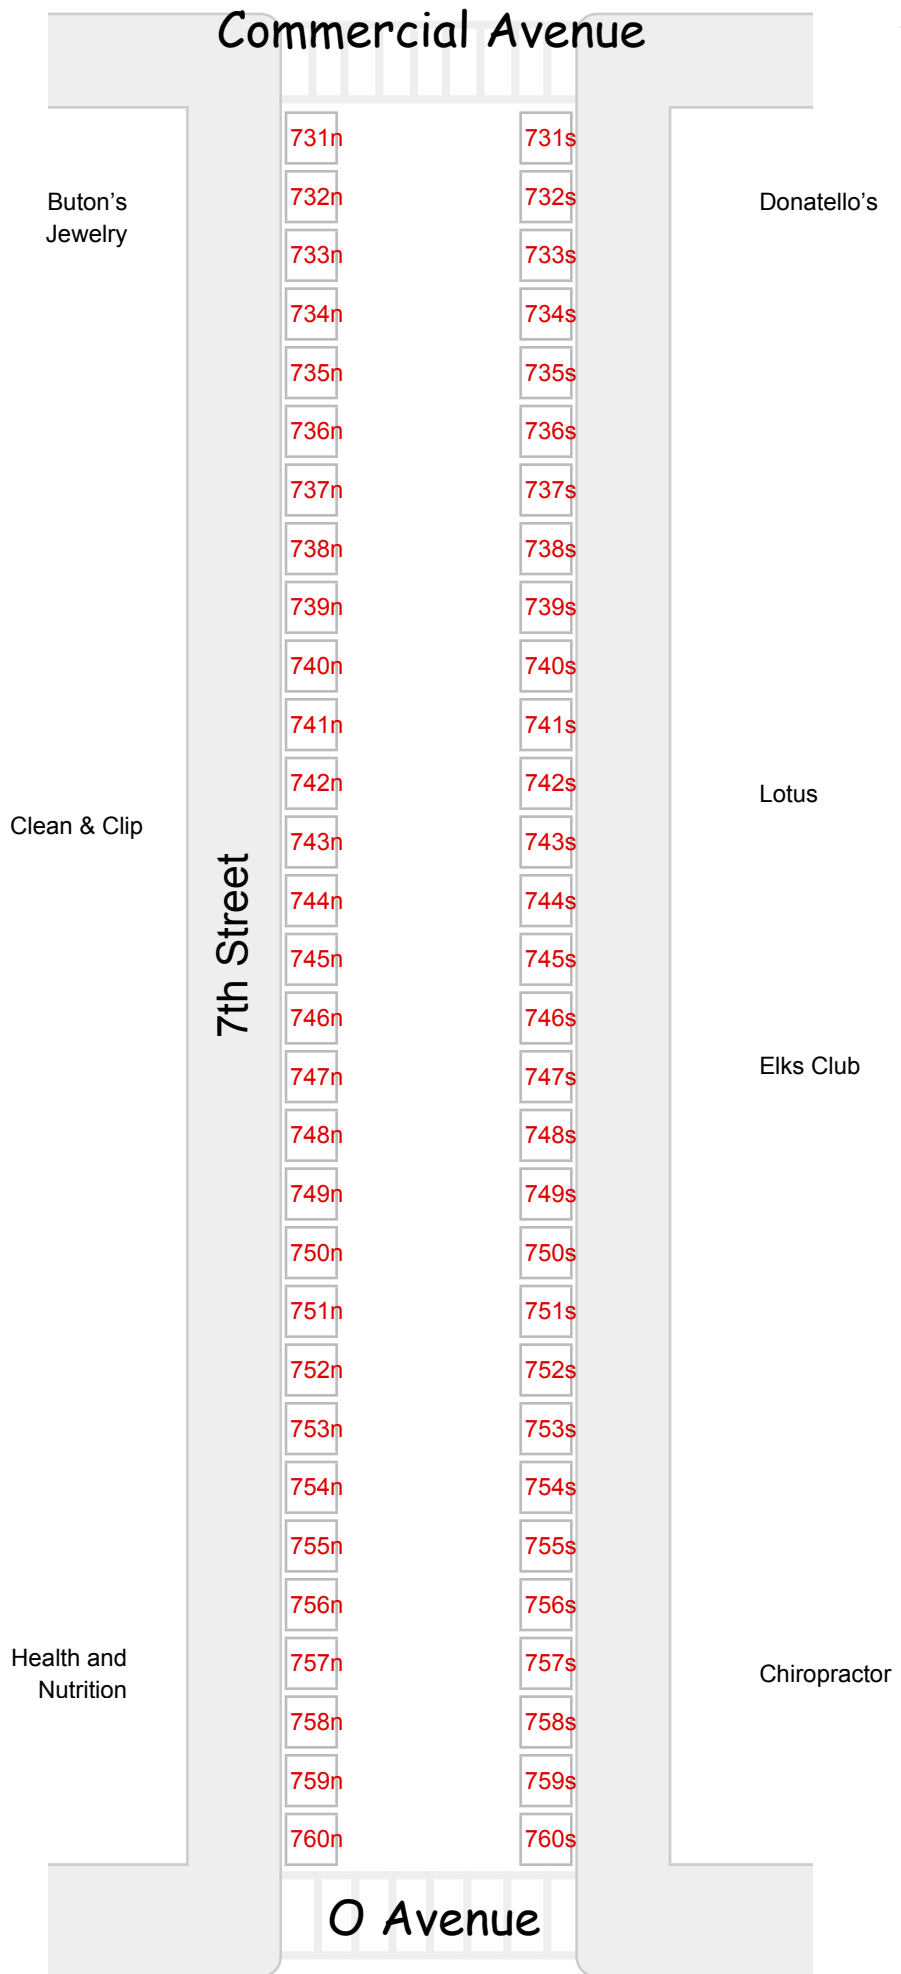 Commercial Avenue
731n 731s
Buton’s 732n 732s Donatello’s
Jewelry
733n 733s
734n 734s
735n 735s
736n 736s
737n 737s
738n 738s
739n 739s
740n 740s
741n 741s
742n 742s
Lotus
Clean & Clip
743n 743s
7th Street
744n 744s
745n 745s
746n 746s
Elks Club
747n 747s
748n 748s
749n 749s
750n 750s
751n 751s
752n 752s
753n 753s
754n 754s
755n 755s
756n 756s
Health and 757n 757s
Nutrition
Chiropractor
758n 758s
759n 759s
760n 760s
O Avenue